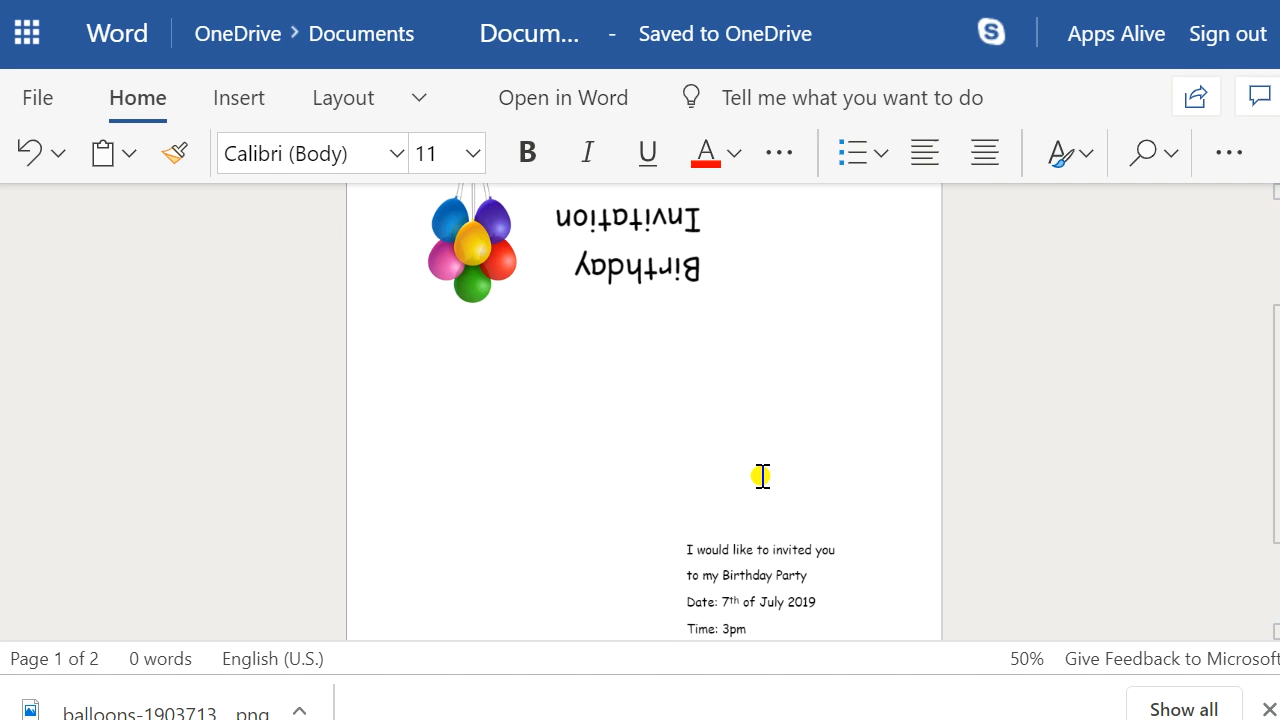 Word OneDrive > Documents Docum... - Saved to OneDrive Apps Alive Sign out
File Home Insert Layout Open in Word Tell me what you want to do
Calibri (Body) 11 B I U A
Invitation
Birthday
I would like to invited you
to my Birthday Party
Date: 7th of July 2019
Time: 3pm
Page 1 of 2 0 words English (U.S.) 50% Give Feedback to Microsoft
balloons-1903713....png Show all